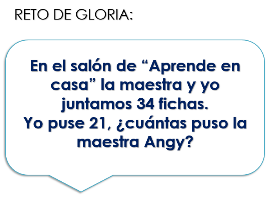 RETO DE GLORIA:
En el salón de “Aprende en
casa” la maestra y yo
juntamos 34 fichas.
Yo puse 21, ¿cuántas puso la
maestra Angy?